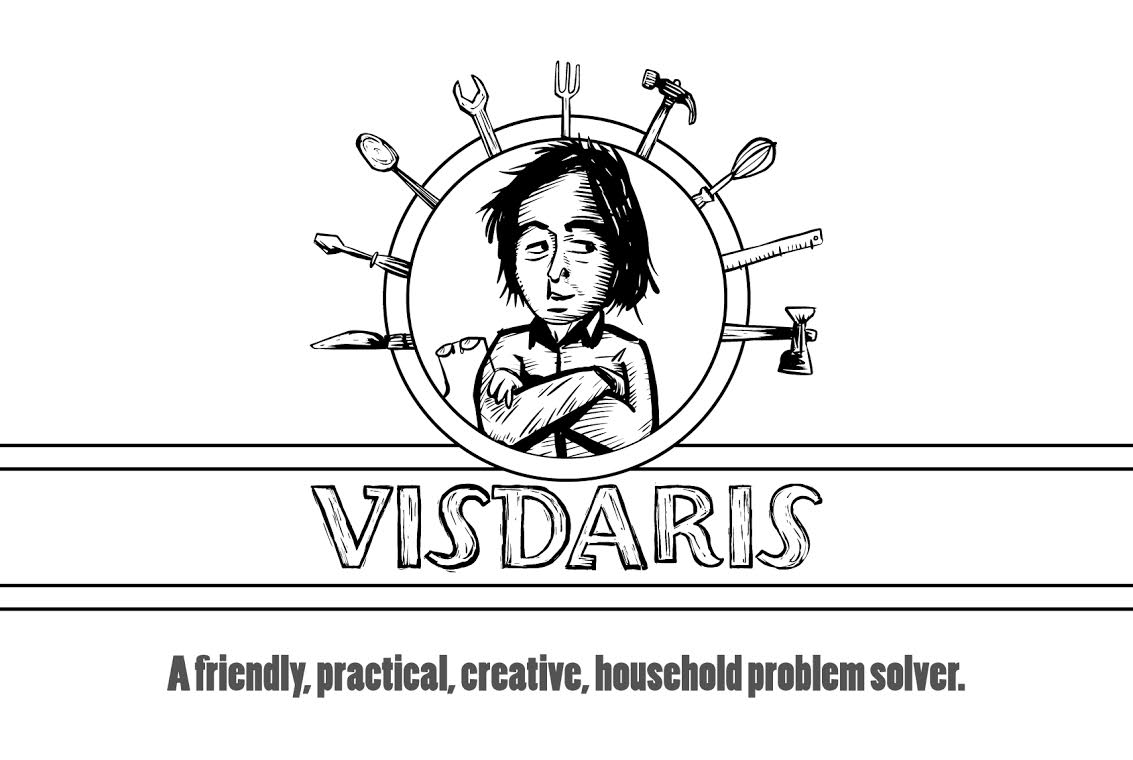 VISDARIS
A friendly, practical, creative, household problem solver.